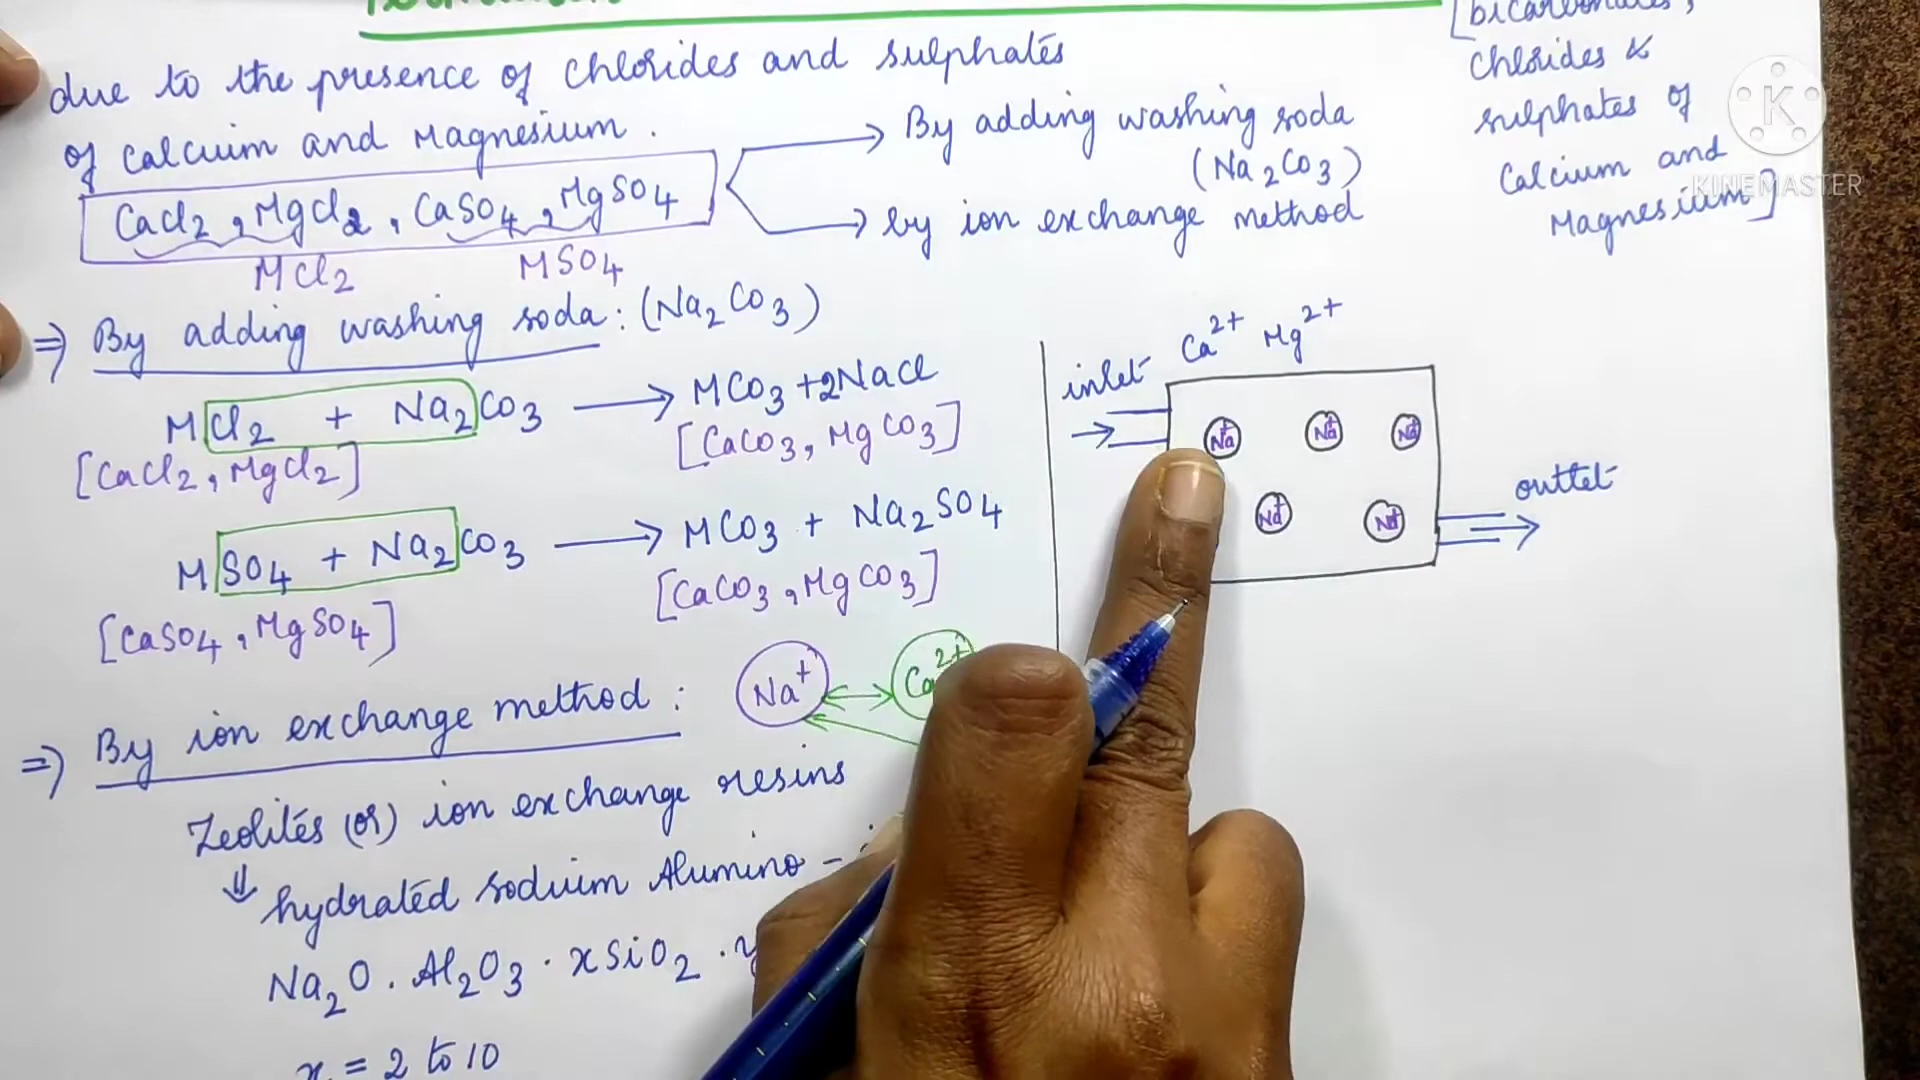 bicarbonates,
due to the presence of chlorides and sulphates
of calcuim and Magnesium.
CaCl2, MgCl2, CaSO4, MgSO4
MCl2 MSO4
By adding washing soda
(Na2Co3)
by ion exchange method
chlorides &
sulphates of
Calcium and
Magnesium]
K
KINEMASTER
=> By adding washing soda: (Na2Co3)
MCl2 + Na2Co3 → MCo3 + 2NaCl
[CaCl2, MgCl2] [CaCo3, MgCo3]
MSO4 + Na2Co3 → MCo3 + Na2SO4
[CaSO4, MgSO4] [CaCo3, MgCo3]
=> By ion exchange method: Na+ Ca2+
Zeolites (or) ion exchange resins
hydrated sodium Alumino-
Na2O. Al2O3. xSiO2. y
x = 2 to 10
inlet Ca2+ Mg2+
Na+ Na+ Na+
Na+ Na+
outlet